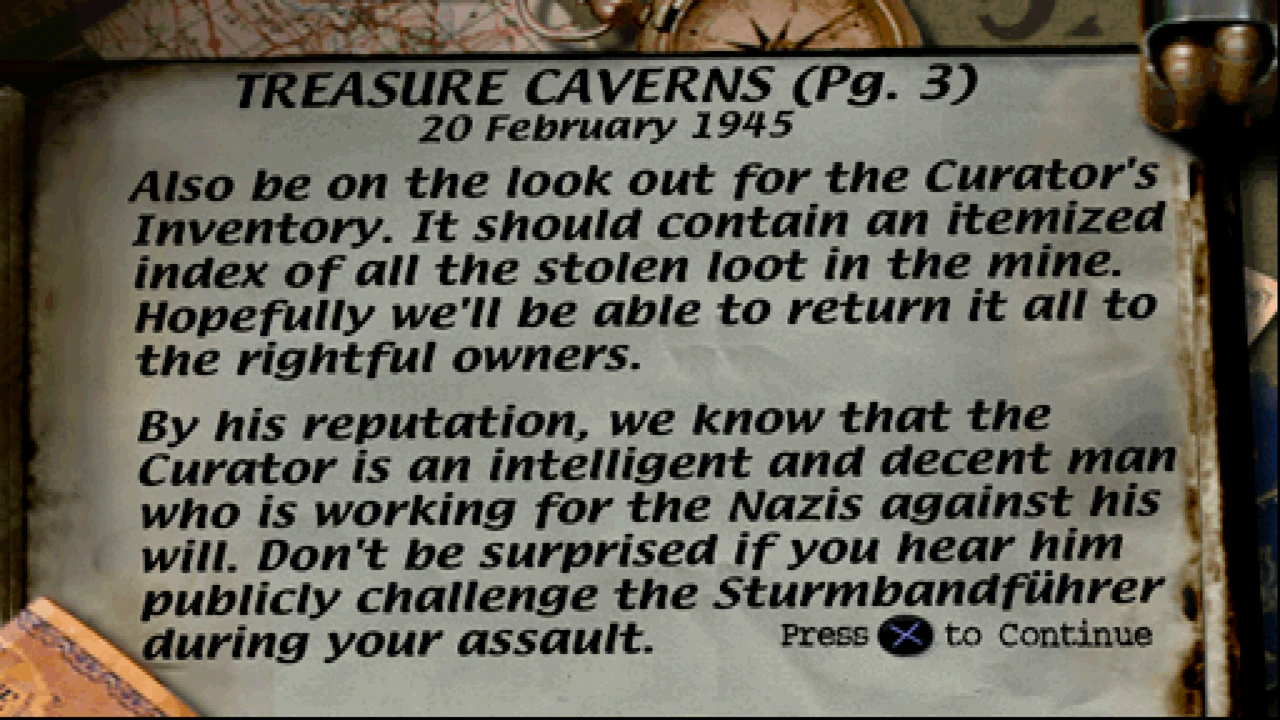 TREASURE CAVERNS (Pg. 3)
20 February 1945
Also be on the look out for the Curator's
Inventory. It should contain an itemized
index of all the stolen loot in the mine.
Hopefully we'll be able to return it all to
the rightful owners.
By his reputation, we know that the
Curator is an intelligent and decent man
who is working for the Nazis against his
will. Don't be surprised if you hear him
publicly challenge the Sturmbandführer
during your assault.
Press X to Continue